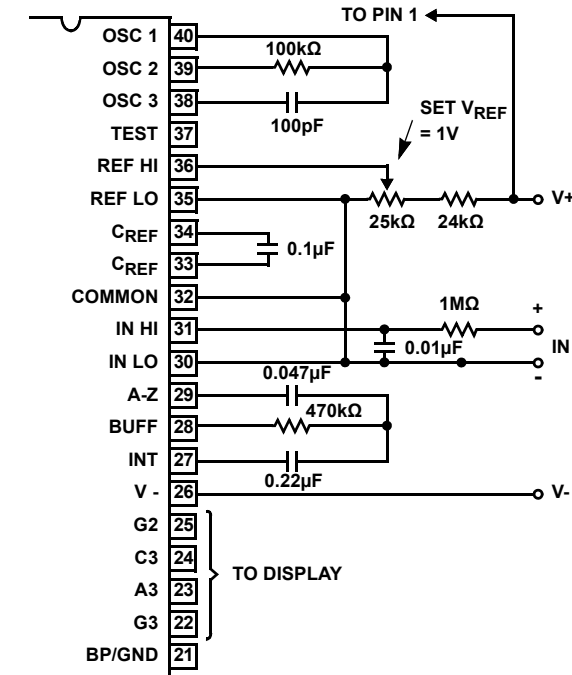 TO PIN 1
OSC 1 40
100kΩ
OSC 2 39
OSC 3 38
100pF
TEST 37
SET VREF
= 1V
REF HI 36
REF LO 35
V+
25kΩ 24kΩ
CREF 34
0.1µF
CREF 33
COMMON 32
1MΩ
+
IN HI 31
0.01µF
IN
IN LO 30
-
0.047µF
A-Z 29
470kΩ
BUFF 28
INT 27
0.22µF
V - 26
V-
G2 25
C3 24
TO DISPLAY
A3 23
G3 22
BP/GND 21